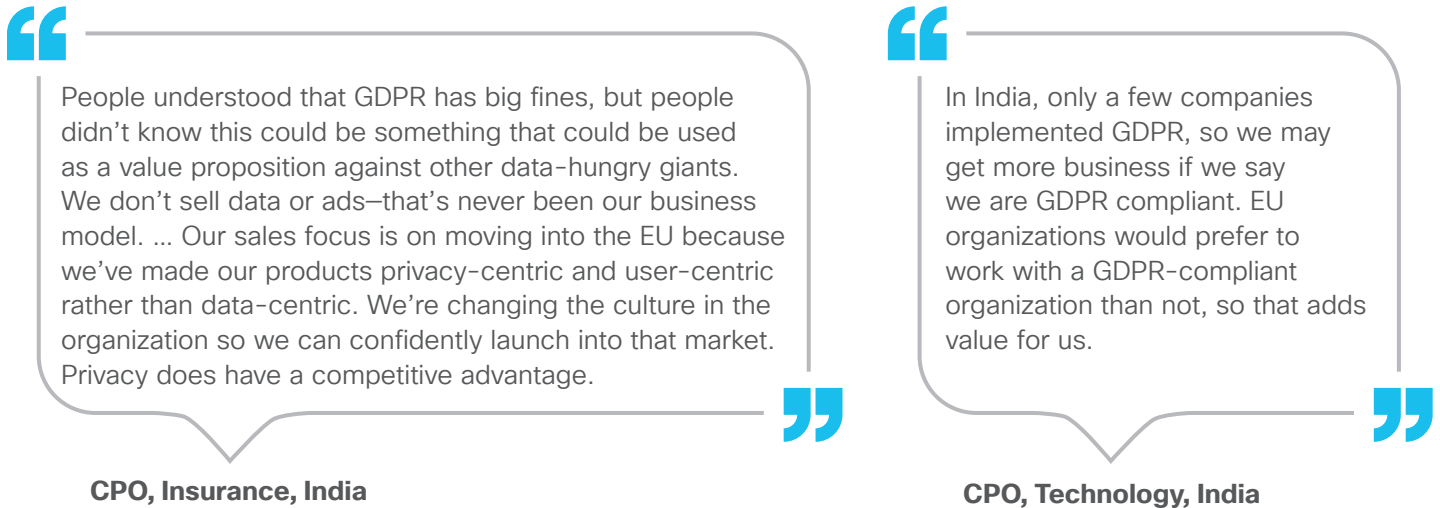 People understood that GDPR has big fines, but people
didn’t know this could be something that could be used
as a value proposition against other data-hungry giants.
We don’t sell data or ads—that’s never been our business
model. ... Our sales focus is on moving into the EU because
we’ve made our products privacy-centric and user-centric
rather than data-centric. We’re changing the culture in the
organization so we can confidently launch into that market.
Privacy does have a competitive advantage.
CPO, Insurance, India
In India, only a few companies
implemented GDPR, so we may
get more business if we say
we are GDPR compliant. EU
organizations would prefer to
work with a GDPR-compliant
organization than not, so that adds
value for us.
CPO, Technology, India